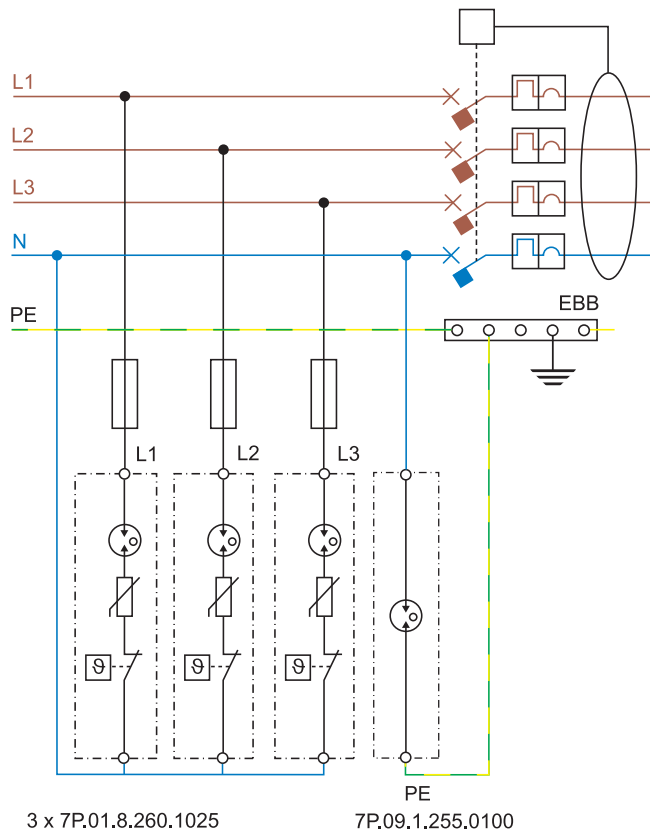 L1
L2
L3
N
PE
EBB
L1 L2 L3
ϑ ϑ ϑ
PE
3 x 7P.01.8.260.1025 7P.09.1.255.0100